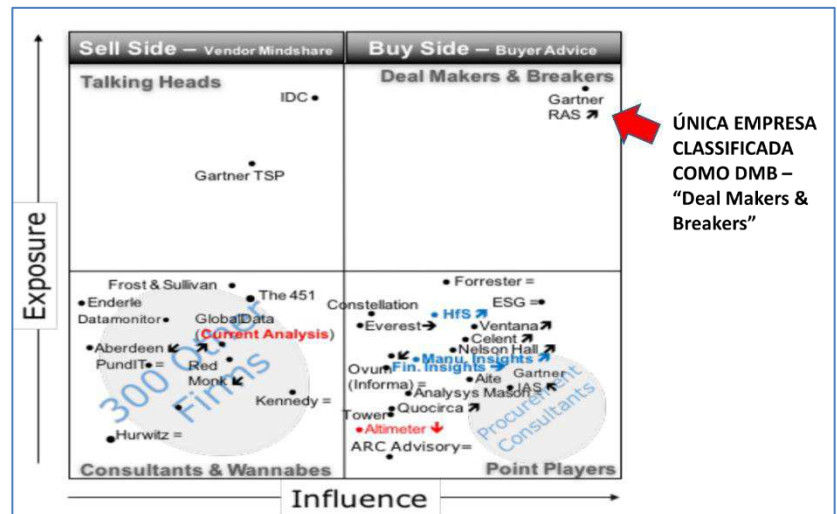 Sell Side – Vendor Mindshare
Buy Side – Buyer Advice
Talking Heads
Deal Makers & Breakers
IDC
Gartner
RAS
Gartner TSP
ÚNICA EMPRESA
CLASSIFICADA
COMO DMB –
“Deal Makers &
Breakers”
Exposure
Frost & Sullivan
The 451
Enderle
Datamonitor
GlobalData
(Current Analysis)
Aberdeen
PundIT =
Red
Monk
Kennedy =
Hurwitz =
300 Other
Firms
Consultants & Wannabes
Forrester =
ESG =
Constellation
HfS
Everest
Ventana
Celent
Nelson Hall
Manu. Insights
Ovum
(Informa) =
Fin. Insights
Gartner
IAS
Aite
Analysys Mason
Quocirca
Tower
Altimeter
ARC Advisory=
Procurement
Consultants
Point Players
Influence